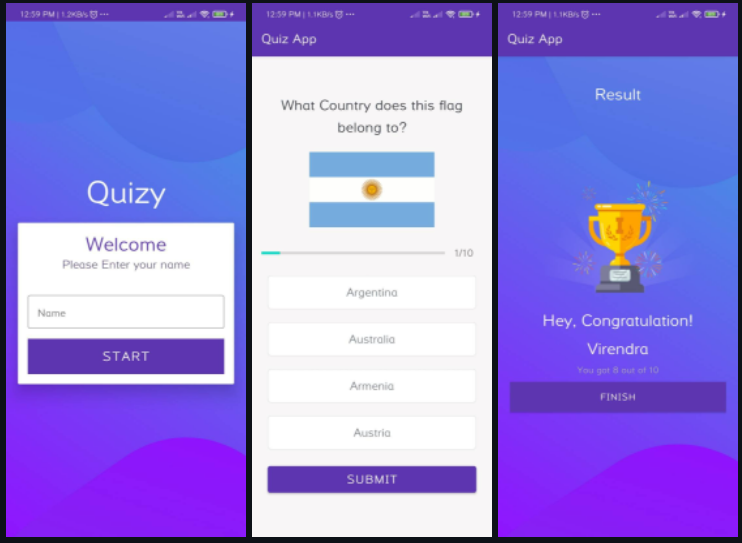 12:59 PM | 1.2KB/s
Quizy
Welcome
Please Enter your name
Name
START
12:59 PM | 1.1KB/s
Quiz App
What Country does this flag
belong to?
1/10
Argentina
Australia
Armenia
Austria
SUBMIT
12:59 PM | 1.1KB/s
Quiz App
Result
1
Hey, Congratulation!
Virendra
You got 8 out of 10
FINISH